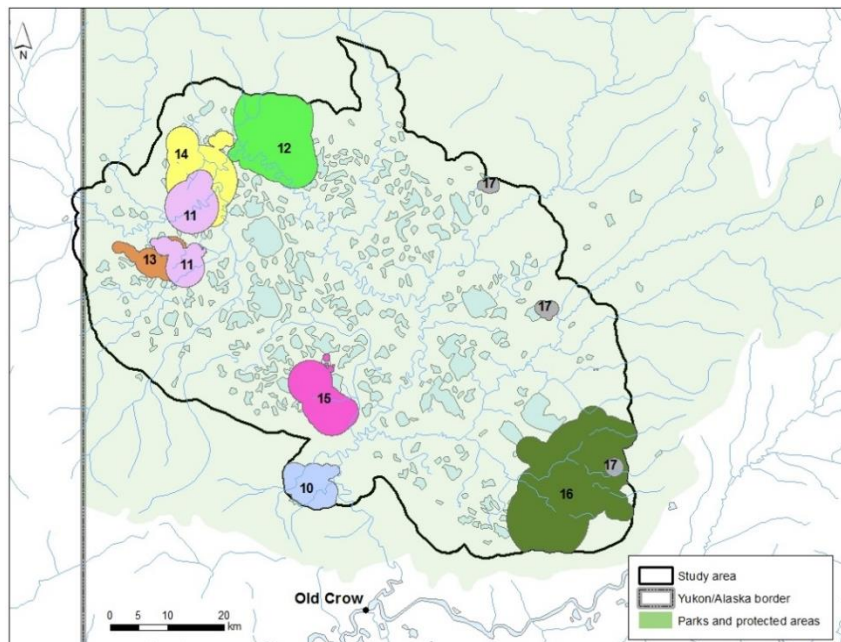 N
14
12
11
17
13
11
17
15
17
16
10
Old Crow
0 5 10 20
km
Study area
Yukon/Alaska border
Parks and protected areas